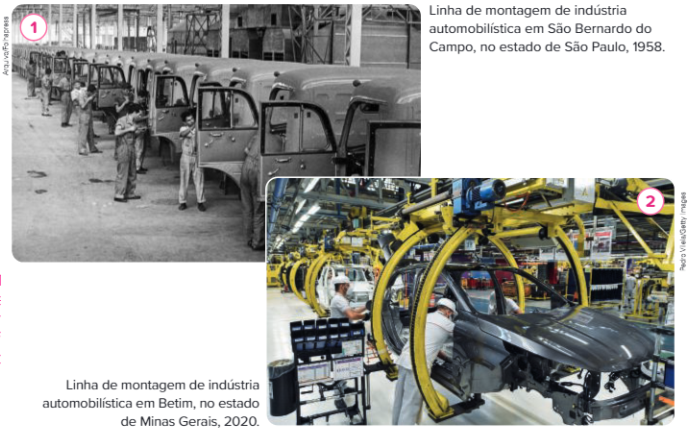 Arquivo/Folhapress
1
Linha de montagem de indústria
automobilística em São Bernardo do
Campo, no estado de São Paulo, 1958.
2
Pedro Vilela/Getty Images
Linha de montagem de indústria
automobilística em Betim, no estado
de Minas Gerais, 2020.